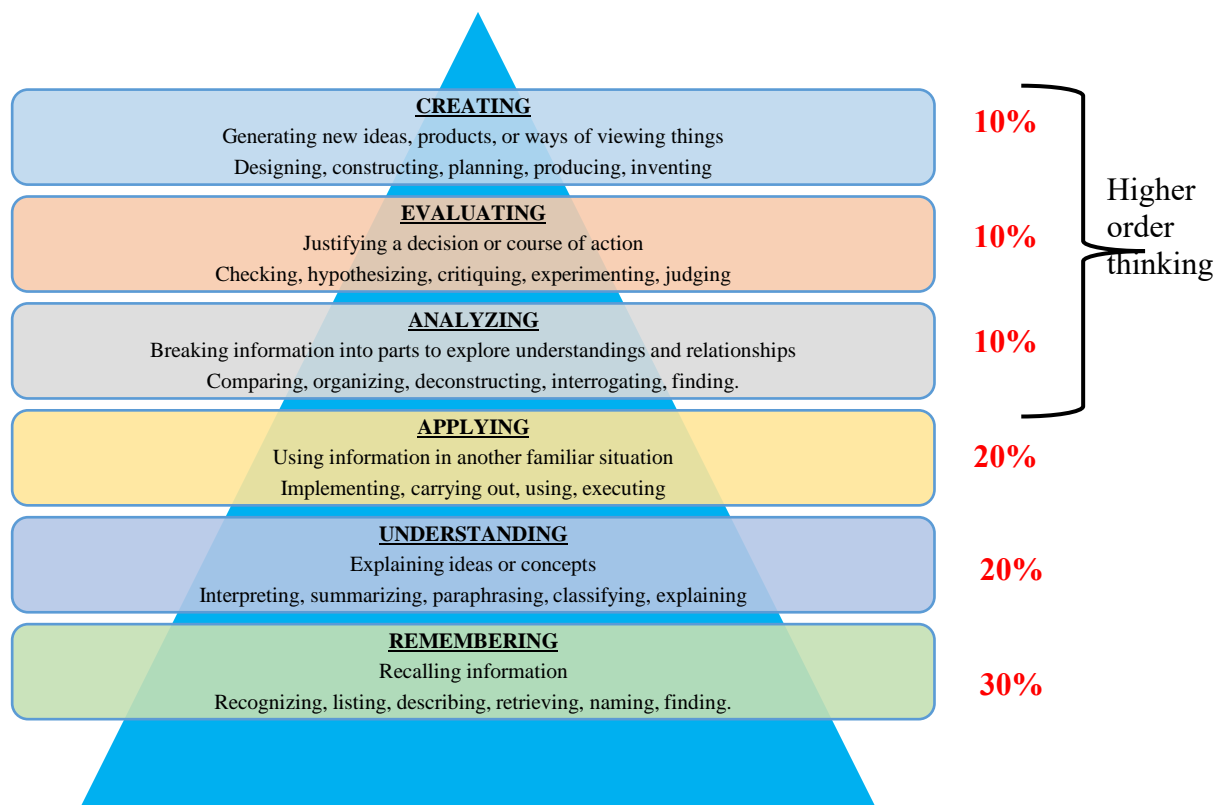 CREATING
Generating new ideas, products, or ways of viewing things
Designing, constructing, planning, producing, inventing
10%
EVALUATING
Justifying a decision or course of action
Checking, hypothesizing, critiquing, experimenting, judging
10%
Higher
order
thinking
ANALYZING
Breaking information into parts to explore understandings and relationships
Comparing, organizing, deconstructing, interrogating, finding.
10%
APPLYING
Using information in another familiar situation
Implementing, carrying out, using, executing
20%
UNDERSTANDING
Explaining ideas or concepts
Interpreting, summarizing, paraphrasing, classifying, explaining
20%
REMEMBERING
Recalling information
Recognizing, listing, describing, retrieving, naming, finding.
30%